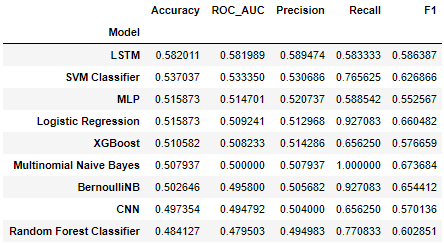 Accuracy ROC_AUC Precision Recall F1
Model
LSTM 0.582011 0.581989 0.589474 0.583333 0.586387
SVM Classifier 0.537037 0.533350 0.530686 0.765625 0.626866
MLP 0.515873 0.514701 0.520737 0.588542 0.552567
Logistic Regression 0.515873 0.509241 0.512968 0.927083 0.660482
XGBoost 0.510582 0.508233 0.514286 0.656250 0.576659
Multinomial Naive Bayes 0.507937 0.500000 0.507937 1.000000 0.673684
BernoulliNB 0.502646 0.495800 0.505682 0.927083 0.654412
CNN 0.497354 0.494792 0.504000 0.656250 0.570136
Random Forest Classifier 0.484127 0.479503 0.494983 0.770833 0.602851